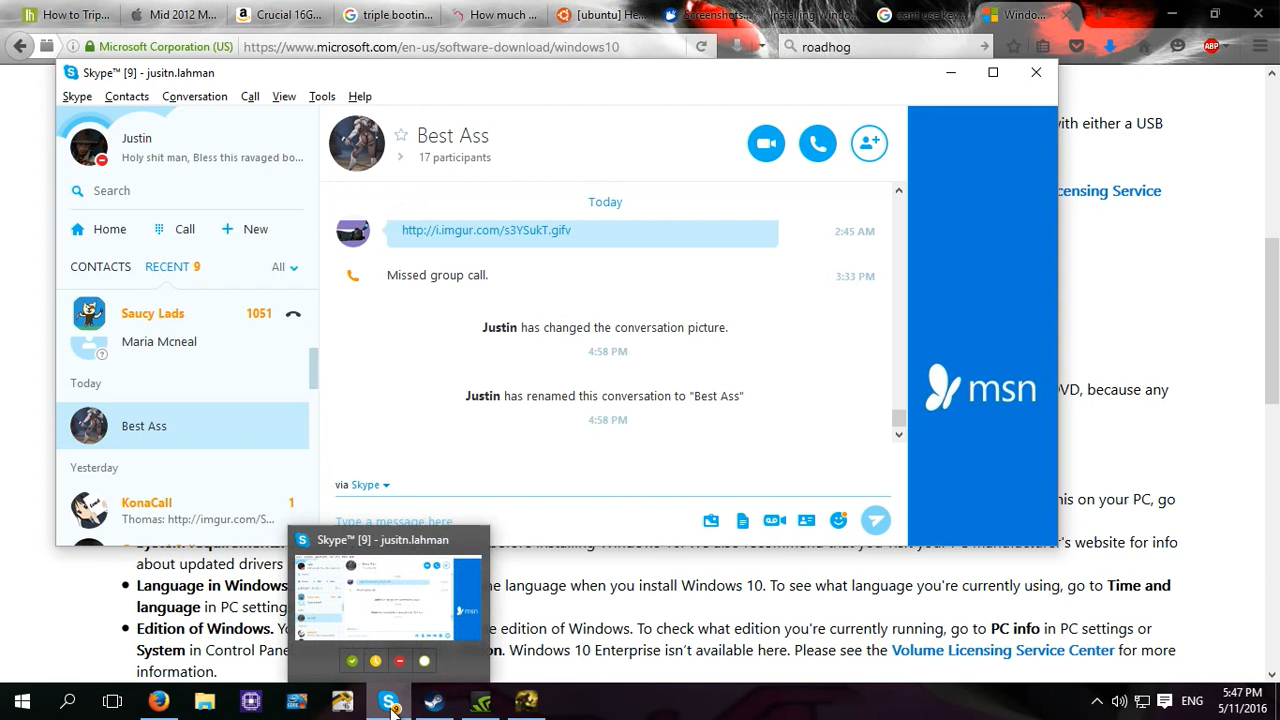 How to Trip...
Mid 20...
Crucial 16G...
triple bootin...
How much ...
[ubuntu] He...
Screenshots...
Installing Windo...
cant use key...
Windo...
Microsoft Corporation (US)
https://www.microsoft.com/en-us/software-download/windows10
roadhog
ABP
Skype™ [9] - jusitn.lahman
Skype Contacts Conversation Call View Tools Help
Justin
Holy shit man, Bless this ravaged bo...
Search
Home Call New
CONTACTS RECENT 9 All
Saucy Lads 1051
Maria Mcneal
Today
Best Ass
Yesterday
KonaCall 1
Thomas: http://imgur.com/S...
Best Ass
17 participants
Today
http://i.imgur.com/s3YSukT.gifv 2:45 AM
Missed group call. 3:33 PM
Justin has changed the conversation picture.
4:58 PM
Justin has renamed this conversation to "Best Ass"
4:58 PM
via Skype
Type a message here
msn
with either a USB
censing Service
DVD, because any
his on your PC, go
's website for info
about updated drivers
Language in Windows
the language when you install Windows 10. To see what language you're currently using, go to Time and
language in PC setting
Edition of Windows. Y
e edition of Windows. To check what edition you're currently running, go to PC info in PC settings or
System in Control Pane
on. Windows 10 Enterprise isn't available here. Please see the Volume Licensing Service Center for more
information.
Skype™ [9] - jusitn.lahman
9
ENG
5:47 PM
5/11/2016